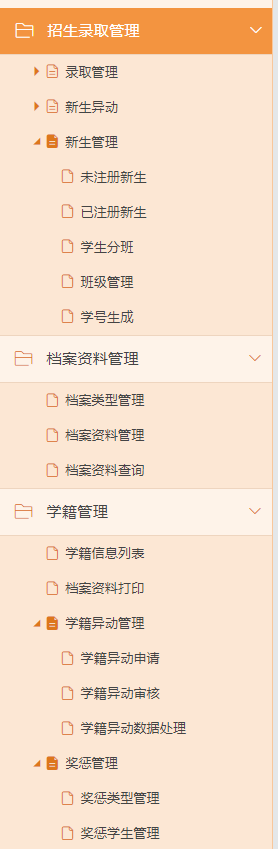 招生录取管理
录取管理
新生异动
新生管理
未注册新生
已注册新生
学生分班
班级管理
学号生成
档案资料管理
档案类型管理
档案资料管理
档案资料查询
学籍管理
学籍信息列表
档案资料打印
学籍异动管理
学籍异动申请
学籍异动审核
学籍异动数据处理
奖惩管理
奖惩类型管理
奖惩学生管理